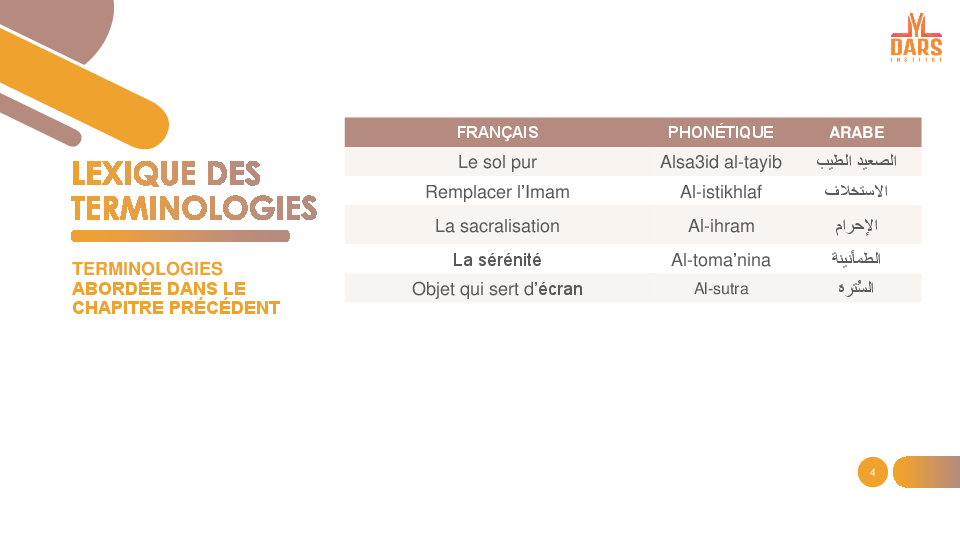 DARS
INSTITUT
LEXIQUE DES
TERMINOLOGIES
TERMINOLOGIES
ABORDÉE DANS LE
CHAPITRE PRÉCÉDENT
FRANÇAIS PHONÉTIQUE ARABE
Le sol pur Alsa3id al-tayib الصعيد الطيب
Remplacer l’Imam Al-istikhlaf الاستخلاف
La sacralisation Al-ihram الإحرام
La sérénité Al-toma’nina الطمأنينة
Objet qui sert d’écran Al-sutra السُتره
4